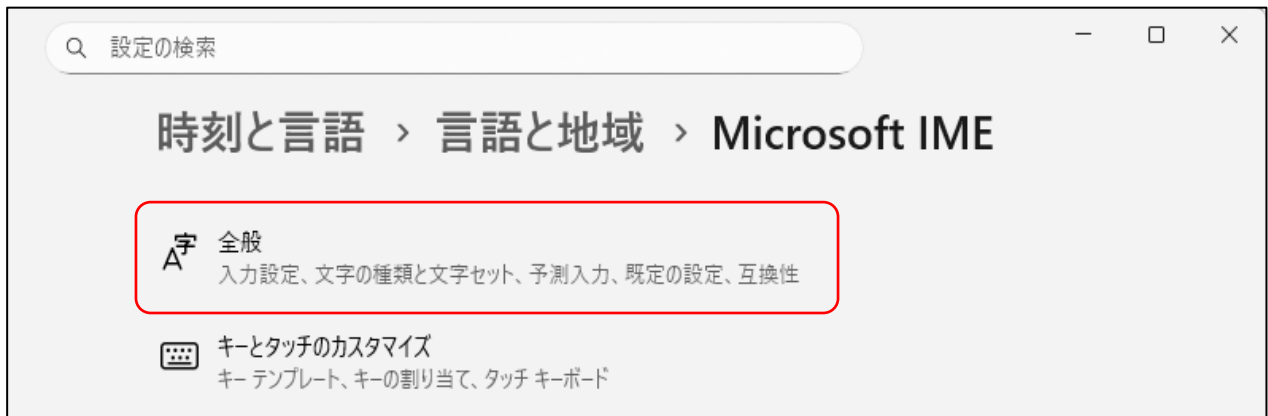 設定の検索
時刻と言語 › 言語と地域 › Microsoft IME
全般
入力設定、文字の種類と文字セット、予測入力、既定の設定、互換性
キーとタッチのカスタマイズ
キー テンプレート、キーの割り当て、タッチ キーボード